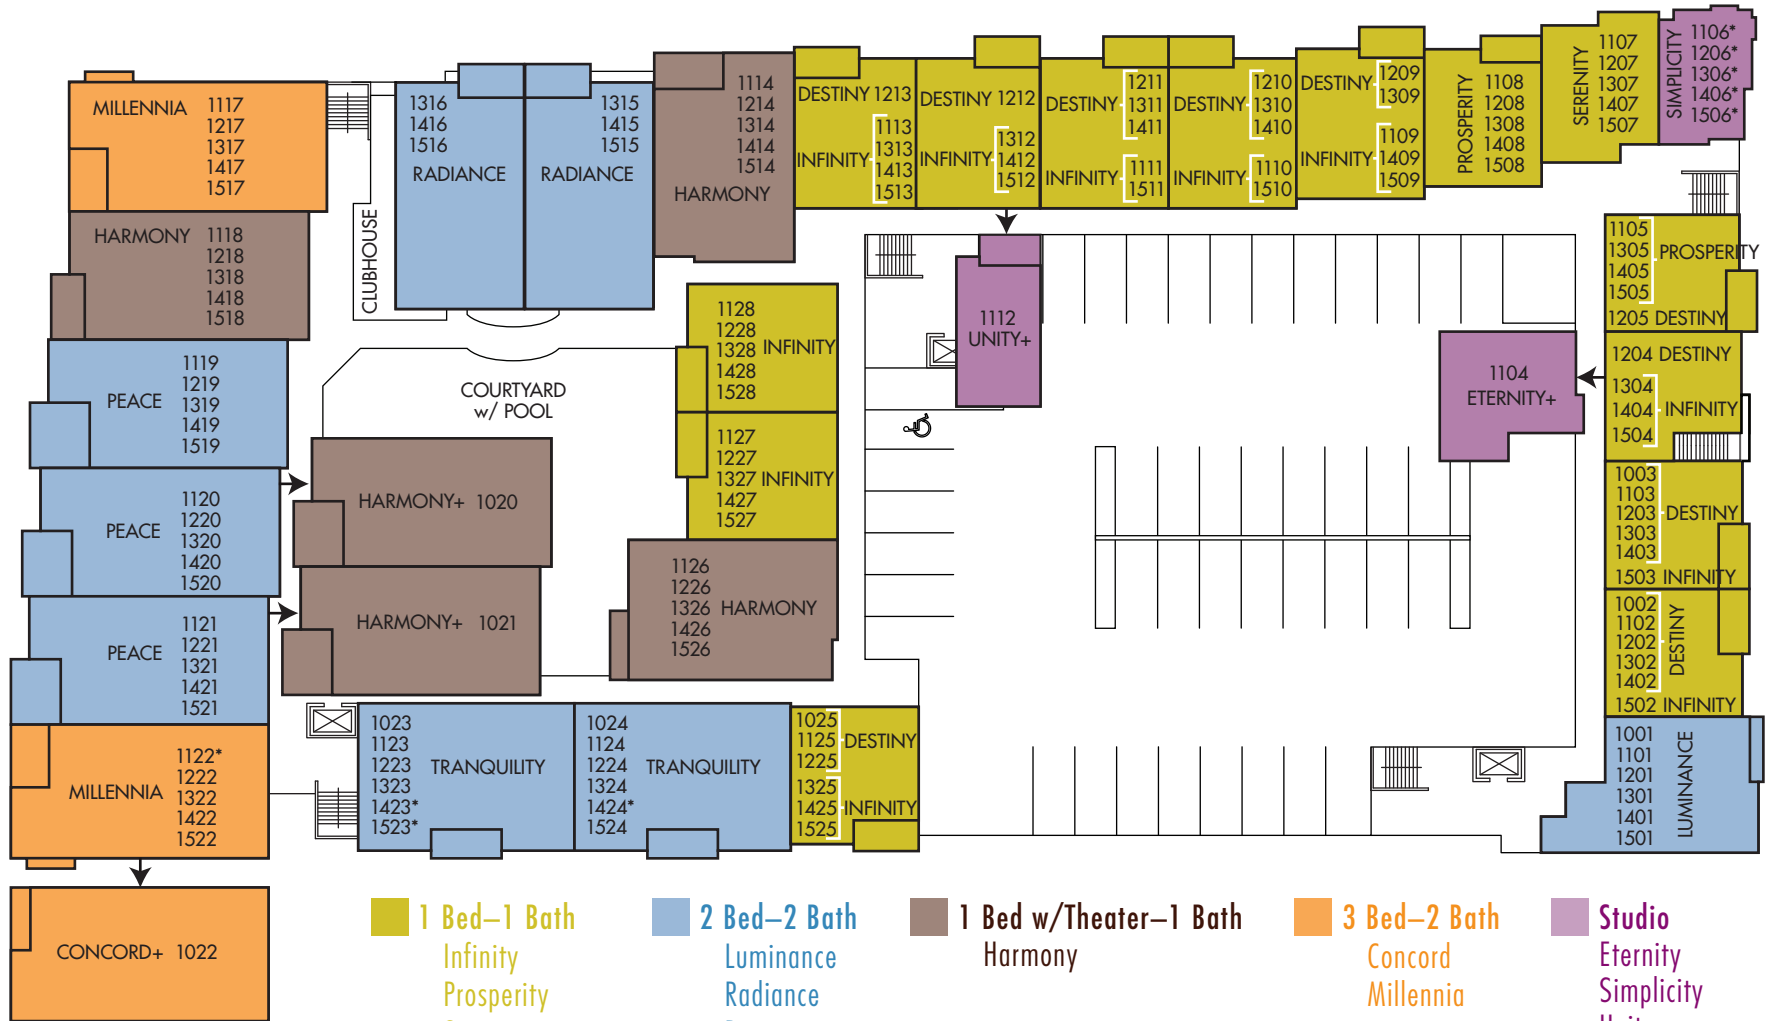 MILLENNIA 1117
1217
1317
1417
1517
HARMONY 1118
1218
1318
1418
1518
PEACE
1119
1219
1319
1419
1519
PEACE
1120
1220
1320
1420
1520
PEACE
1121
1221
1321
1421
1521
MILLENNIA
1122*
1222
1322
1422
1522
CONCORD+ 1022
CLUBHOUSE
1316
1416
1516
RADIANCE
1315
1415
1515
RADIANCE
1114
1214
1314
1414
1514
HARMONY
DESTINY 1213
INFINITY
1113
1313
1413
1513
DESTINY 1212
INFINITY
1312
1412
1512
DESTINY
1211
1311
1411
INFINITY
1111
1511
DESTINY
1210
1310
1410
INFINITY
1110
1510
DESTINY
1209
1309
INFINITY
1109
1409
1509
PROSPERITY
1108
1208
1308
1408
1508
SERENITY
1107
1207
1307
1407
1507
SIMPLICITY
1106*
1206*
1306*
1406*
1506*
COURTYARD
w/ POOL
HARMONY+ 1020
HARMONY+ 1021
1128
1228
1328
1428
1528
INFINITY
1127
1227
1327
1427
1527
INFINITY
1126
1226
1326
1426
1526
HARMONY
1112
UNITY+
1104
ETERNITY+
1105
1305
1405
1505
PROSPERITY
1205 DESTINY
1204 DESTINY
1304
1404
1504
INFINITY
1003
1103
1203
1303
1403
DESTINY
1503 INFINITY
1002
1102
1202
1302
1402
DESTINY
1502 INFINITY
1001
1101
1201
1301
1401
1501
LUMINANCE
1023
1123
1223
1323
1423*
1523*
TRANQUILITY
1024
1124
1224
1324
1424*
1524
TRANQUILITY
1025
1125
1225
DESTINY
1325
1425
1525
INFINITY
1 Bed–1 Bath
Infinity
Prosperity
2 Bed–2 Bath
Luminance
Radiance
1 Bed w/Theater–1 Bath
Harmony
3 Bed–2 Bath
Concord
Millennia
Studio
Eternity
Simplicity